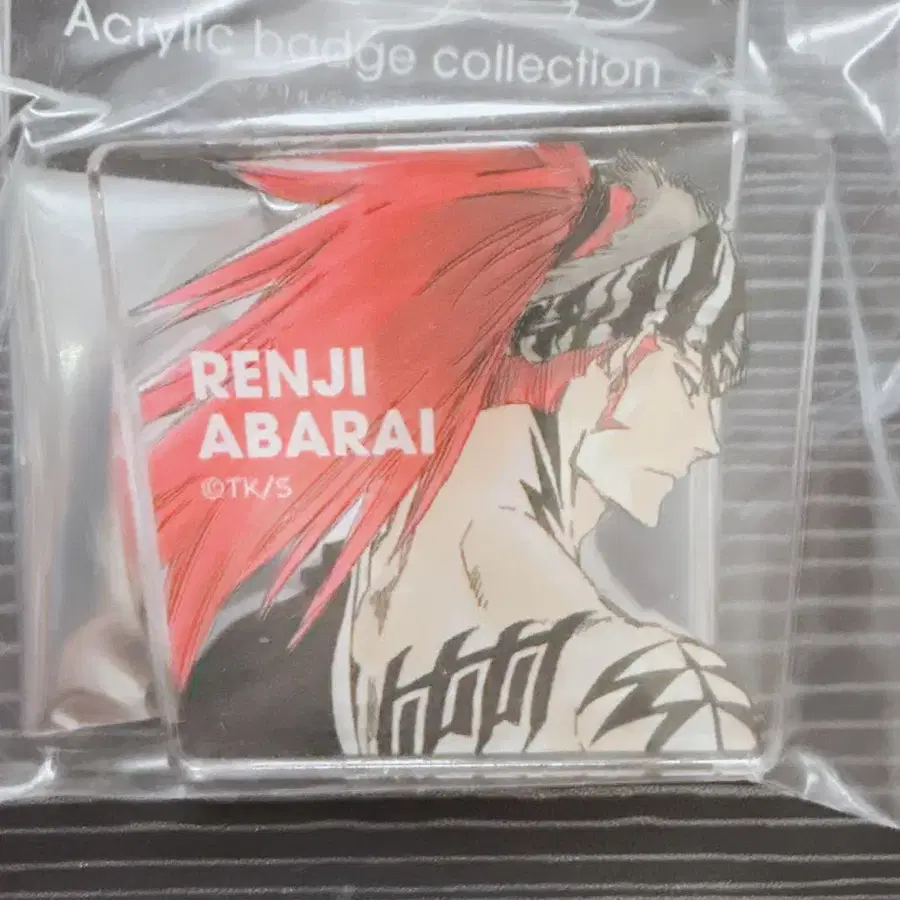 Acrylic badge collection
RENJI
ABARAI
©TK/S